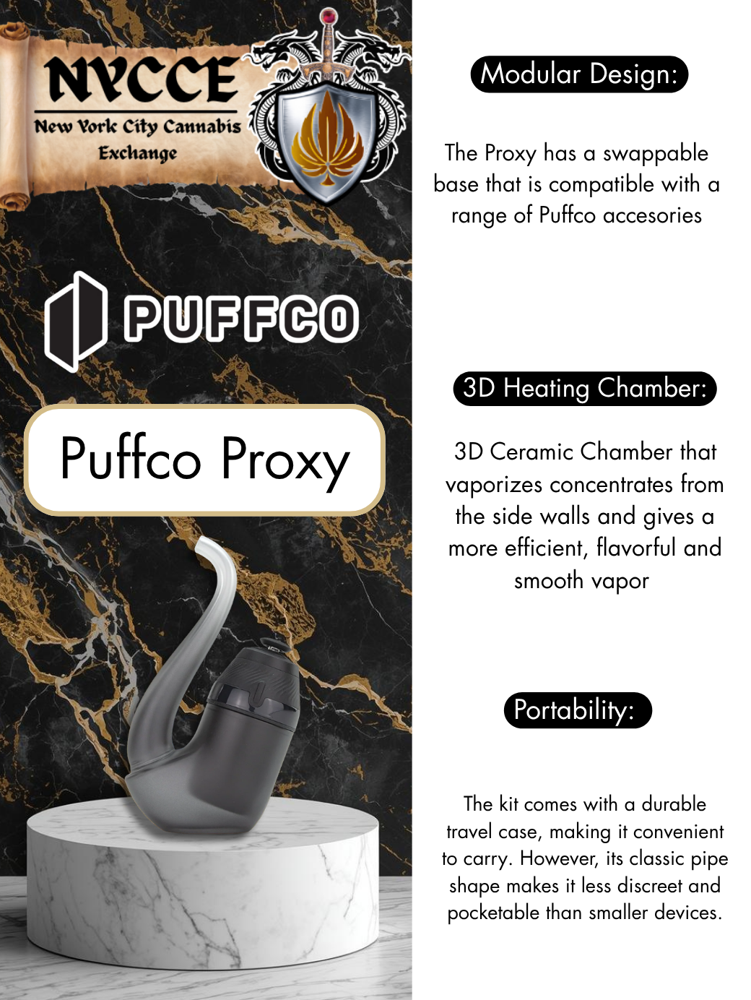 NYCCE
New York City Cannabis
Exchange
PUFFCO
Puffco Proxy
Modular Design:
The Proxy has a swappable
base that is compatible with a
range of Puffco accesories
3D Heating Chamber:
3D Ceramic Chamber that
vaporizes concentrates from
the side walls and gives a
more efficient, flavorful and
smooth vapor
Portability:
The kit comes with a durable
travel case, making it convenient
to carry. However, its classic pipe
shape makes it less discreet and
pocketable than smaller devices.